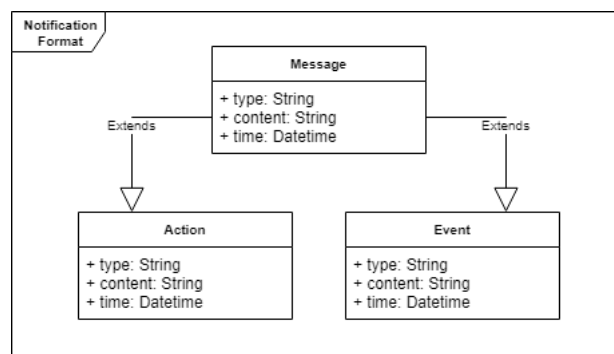 Notification
Format
Message
+ type: String
+ content: String
+ time: Datetime
Extends
Extends
Action
+ type: String
+ content: String
+ time: Datetime
Event
+ type: String
+ content: String
+ time: Datetime